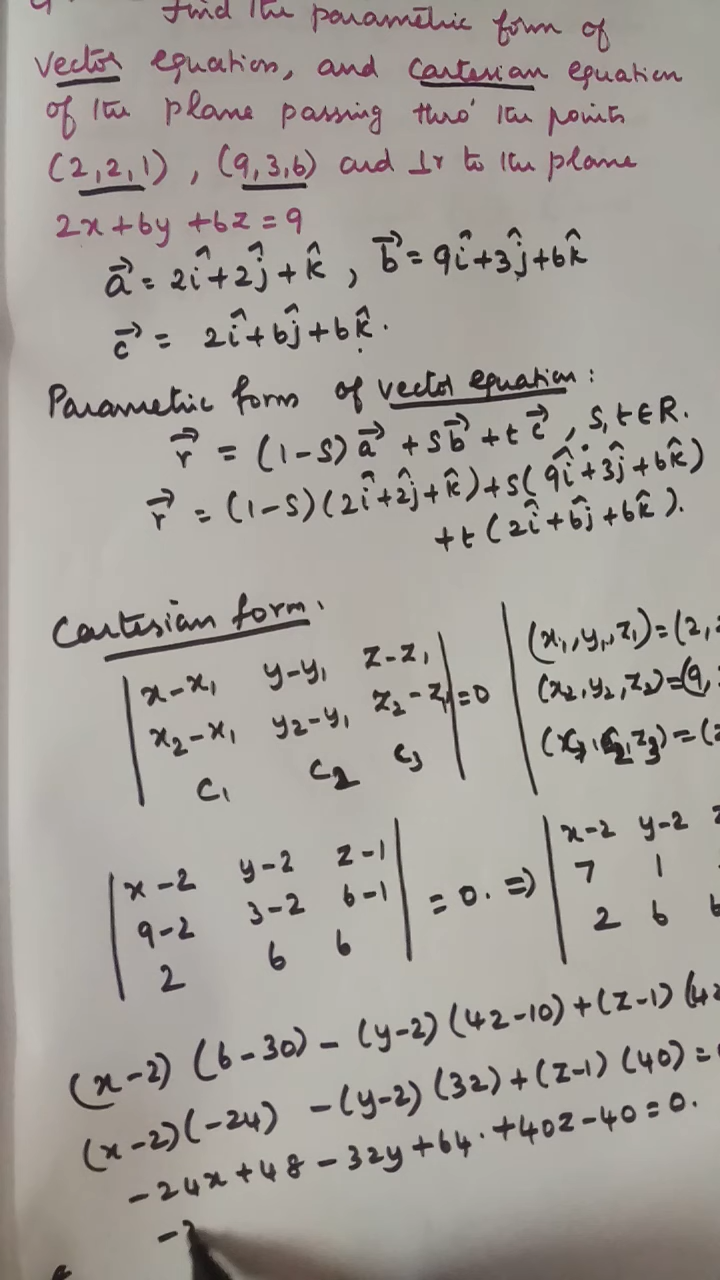 Find the parametric form of
vector equation, and Cartesian equation
of the plane passing thro' the points
(2,2,1), (9,3,6) and ⊥r to the plane
2x+6y+6z=9
a⃗ = 2î+2ĵ+k̂, b⃗ = 9î+3ĵ+6k̂
c⃗ = 2î+6ĵ+6k̂.
Parametric form of vector equation:
r⃗ = (1-s)a⃗ + sb⃗ + tc⃗, s,t∈R.
r⃗ = (1-s)(2î+2ĵ+k̂)+s(9î+3ĵ+6k̂)
+t(2î+6ĵ+6k̂).
Cartesian form.
| x-x₁ y-y₁ z-z₁ |
| x₂-x₁ y₂-y₁ z₂-z₁ | =0
| c₁ c₂ c₃ |
(x₁,y₁,z₁)=(2,
(x₂,y₂,z₂)=(9,
| x-2 y-2 z-1 |
| 9-2 3-2 6-1 | =0. ⇒
| 2 6 6 |
| x-2 y-2
| 7 1
| 2 6 6
(x-2)(6-30) - (y-2)(42-10)+(z-1)(42
(x-2)(-24) -(y-2)(32)+(z-1)(40)=
-24x+48-32y+64.+40z-40=0.